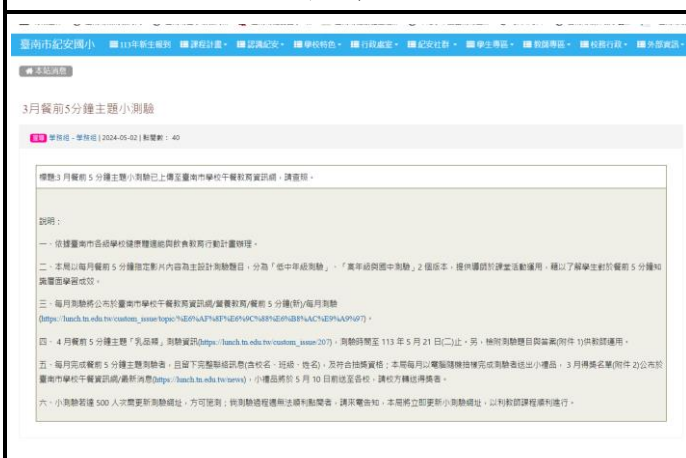 臺南市紀安國小 113年新生報到 課程計畫 認識紀安 學校特色 行政處室 紀安社群 學生專區 教師專區 校務行政 外部資訊
本站消息
3月餐前5分鐘主題小測驗
學務組 - 學務組 | 2024-05-02 | 點閱數： 40
標題:3 月餐前 5 分鐘主題小測驗已上傳至臺南市學校午餐教育資訊網，請查照。
說明：
一、依據臺南市各級學校健康體適能與飲食教育行動計畫辦理。
二、本局以每月餐前 5 分鐘指定影片內容為主設計測驗題目，分為「低中年級測驗」、「高年級與國中測驗」2 個版本，提供導師於課堂活動運用，藉以了解學生對於餐前 5 分鐘知
識層面學習成效。
三、每月測驗將公布於臺南市學校午餐教育資訊網/營養教育/餐前 5 分鐘(新)/每月測驗
(https://lunch.tn.edu.tw/custom_issue/topic/%E6%AF%8F%E6%9C%88%E6%B8%AC%E9%A9%97)。
四、 4 月餐前 5 分鐘主題「乳品類」測驗資訊(https://lunch.tn.edu.tw/custom_issue/207)，測驗時間至 113 年 5 月 21 日(二)止。另，檢附測驗題目與答案(附件 1)供教師運用。
五、每月完成餐前 5 分鐘主題測驗者，且留下完整聯絡訊息(含校名、班級、姓名)，及符合抽獎資格；本局每月以電腦隨機抽樣完成測驗者送出小禮品， 3 月得獎名單(附件 2)公布於
臺南市學校午餐資訊網/最新消息(https://lunch.tn.edu.tw/news)，小禮品將於 5 月 10 日前送至各校，請校方轉送得獎者。
六、小測驗若達 500 人次需更新測驗網址，方可施測；倘測驗過程遇無法順利點閱者，請來電告知，本局將立即更新小測驗網址，以利教師課程順利進行。